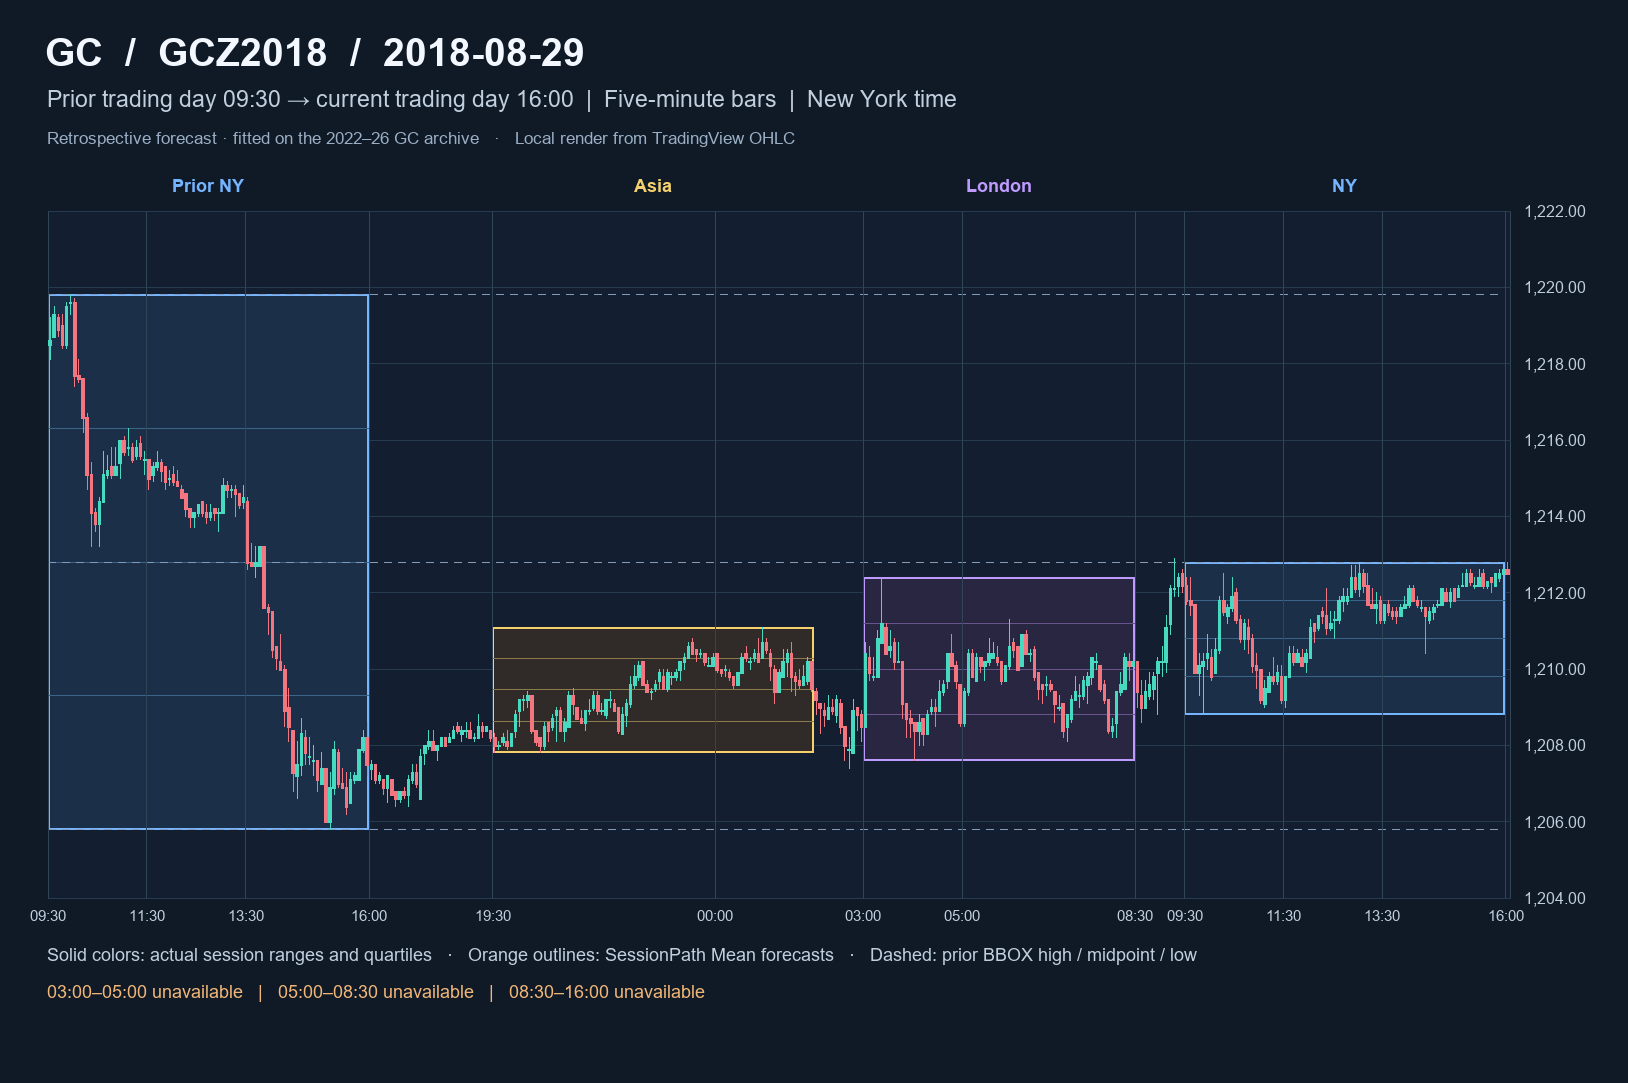 GC / GCZ2018 / 2018-08-29
Prior trading day 09:30 → current trading day 16:00 | Five-minute bars | New York time
Retrospective forecast · fitted on the 2022–26 GC archive · Local render from TradingView OHLC
Prior NY Asia London NY
1,222.00
1,220.00
1,218.00
1,216.00
1,214.00
1,212.00
1,210.00
1,208.00
1,206.00
1,204.00
09:30 11:30 13:30 16:00 19:30 00:00 03:00 05:00 08:30 09:30 11:30 13:30 16:00
Solid colors: actual session ranges and quartiles · Orange outlines: SessionPath Mean forecasts · Dashed: prior BBOX high / midpoint / low
03:00–05:00 unavailable | 05:00–08:30 unavailable | 08:30–16:00 unavailable